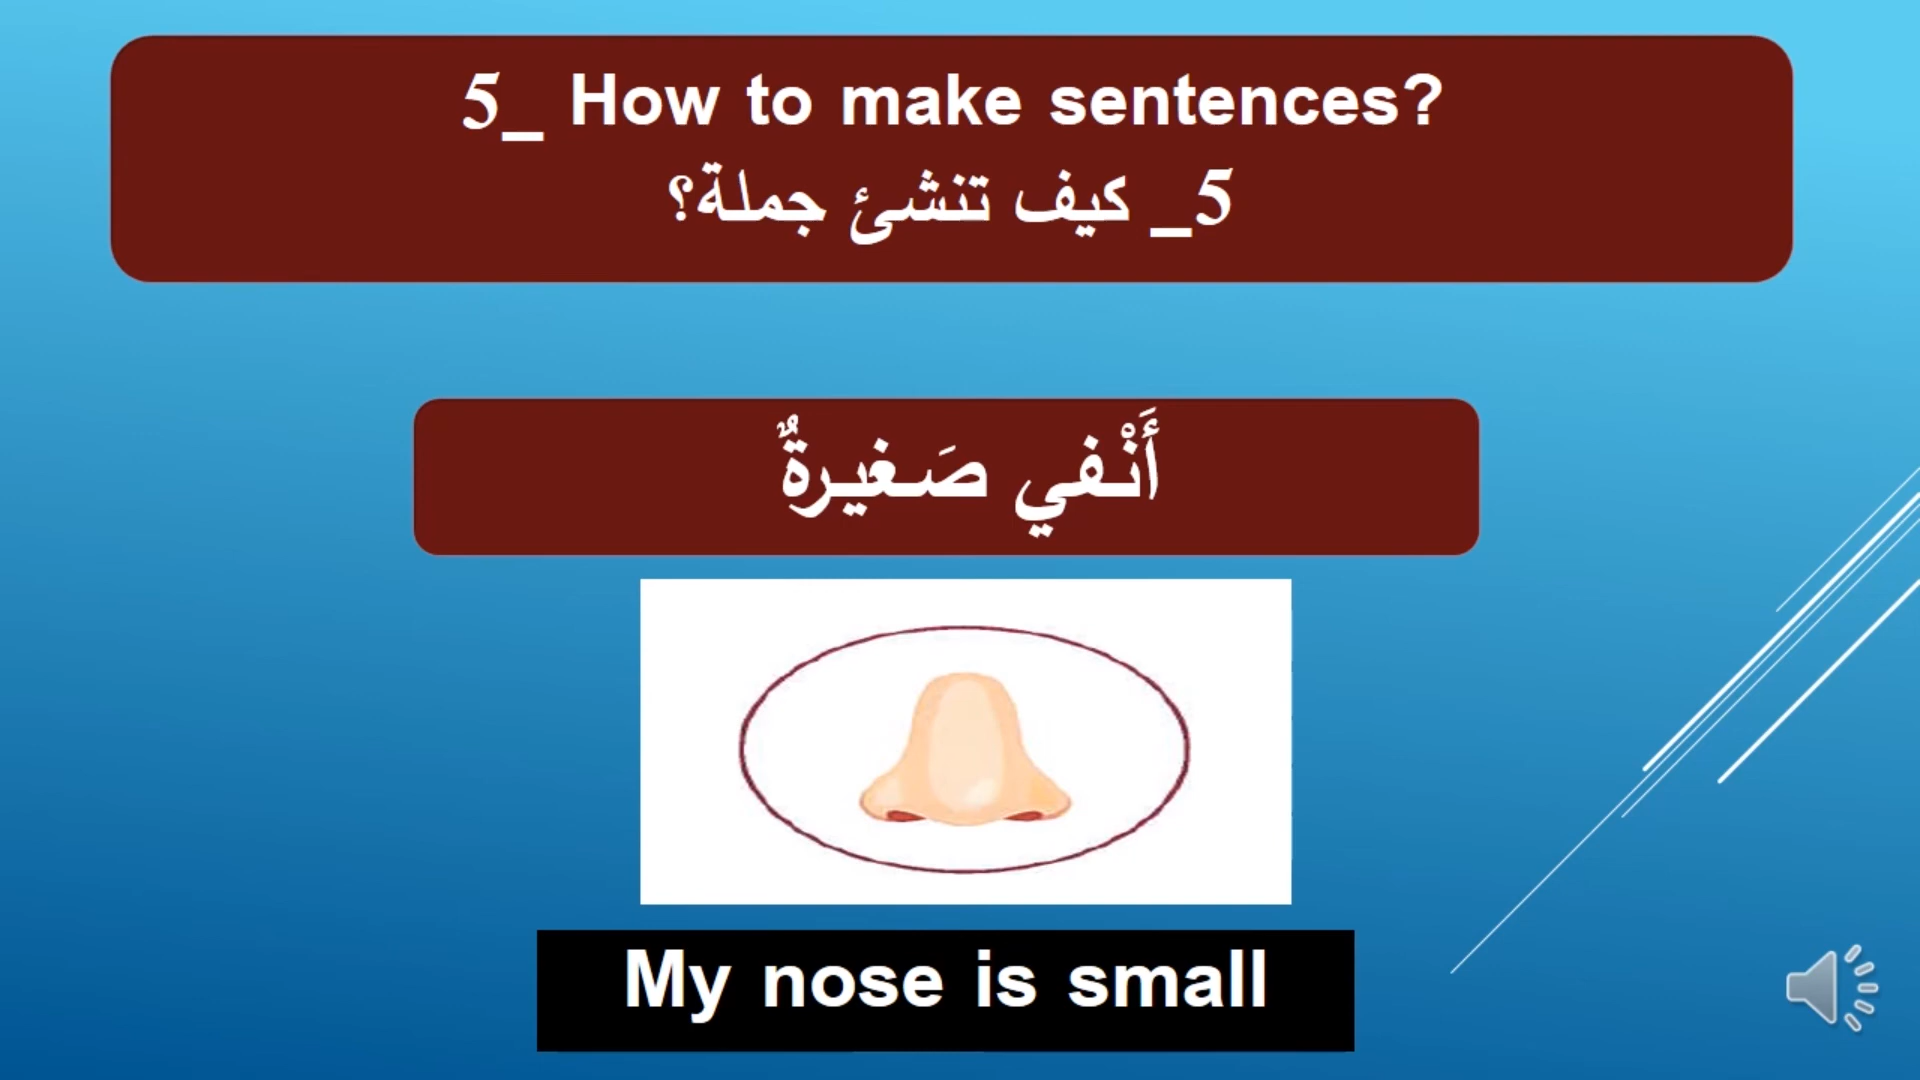 5_ How to make sentences?
5_ كيف تنشئ جملة؟
أَنْفي صَغيرةٌ
My nose is small